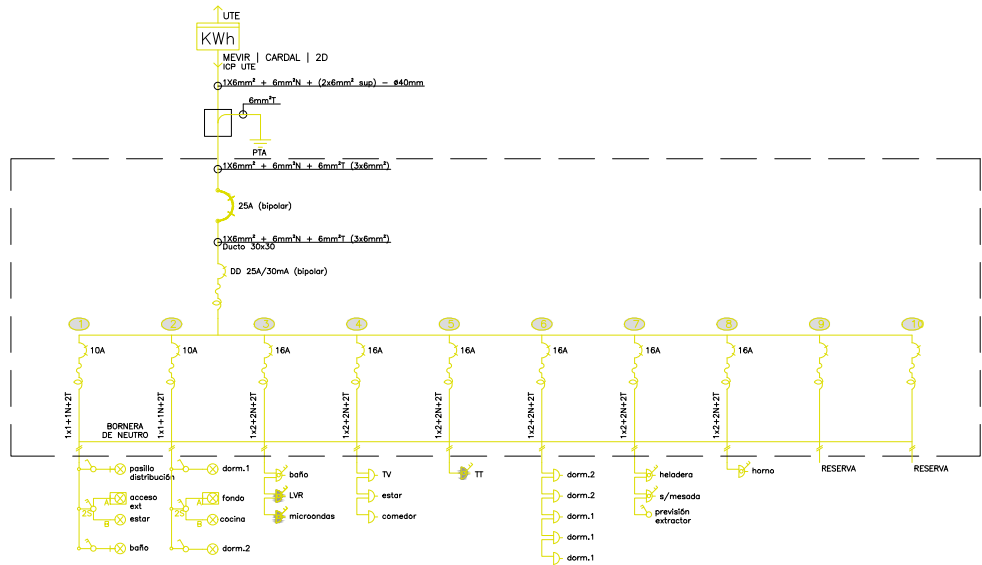 UTE
KWh
MEVIR | CARDAL | 2D
ICP UTE
1X6mm² + 6mm²N + (2x6mm² sup) - ø40mm
6mm²T
PTA
1X6mm² + 6mm²N + 6mm²T (3x6mm²)
25A (bipolar)
1X6mm² + 6mm²N + 6mm²T (3x6mm²)
Ducto 30x30
DD 25A/30mA (bipolar)
1 2 3 4 5 6 7 8 9 10
10A 10A 16A 16A 16A 16A 16A 16A
1x1+1N+2T 1x1+1N+2T 1x2+2N+2T 1x2+2N+2T 1x2+2N+2T 1x2+2N+2T 1x2+2N+2T 1x2+2N+2T
BORNERA
DE NEUTRO
pasillo
distribución
A acceso
ext
2S
B estar
baño
dorm.1
A fondo
2S
B cocina
dorm.2
baño
LVR
microondas
TV
estar
comedor
TT
dorm.2
dorm.2
dorm.1
dorm.1
dorm.1
heladera
s/mesada
previsión
extractor
horno
RESERVA
RESERVA